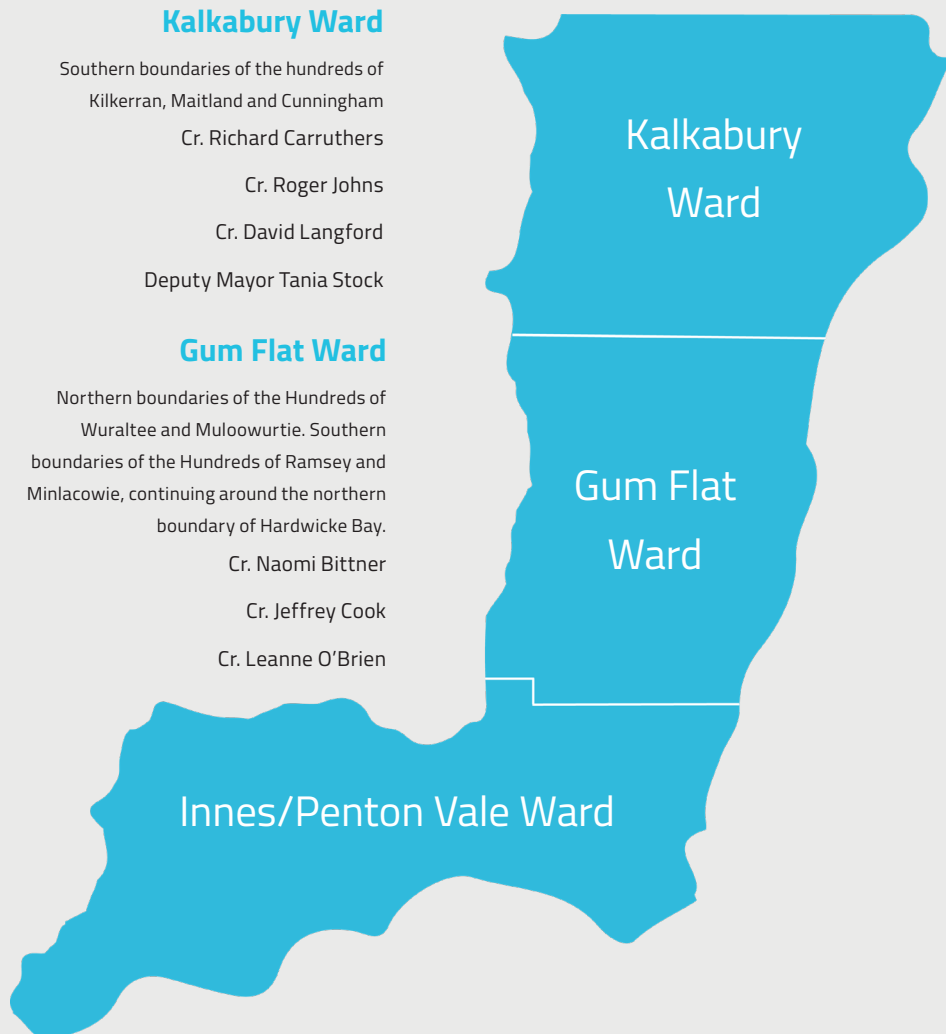 Kalkabury Ward
Southern boundaries of the hundreds of
Kilkerran, Maitland and Cunningham
Cr. Richard Carruthers
Cr. Roger Johns
Cr. David Langford
Deputy Mayor Tania Stock
Gum Flat Ward
Northern boundaries of the Hundreds of
Wuraltee and Muloowurtie. Southern
boundaries of the Hundreds of Ramsey and
Minlacowie, continuing around the northern
boundary of Hardwicke Bay.
Cr. Naomi Bittner
Cr. Jeffrey Cook
Cr. Leanne O’Brien
Kalkabury
Ward
Gum Flat
Ward
Innes/Penton Vale Ward